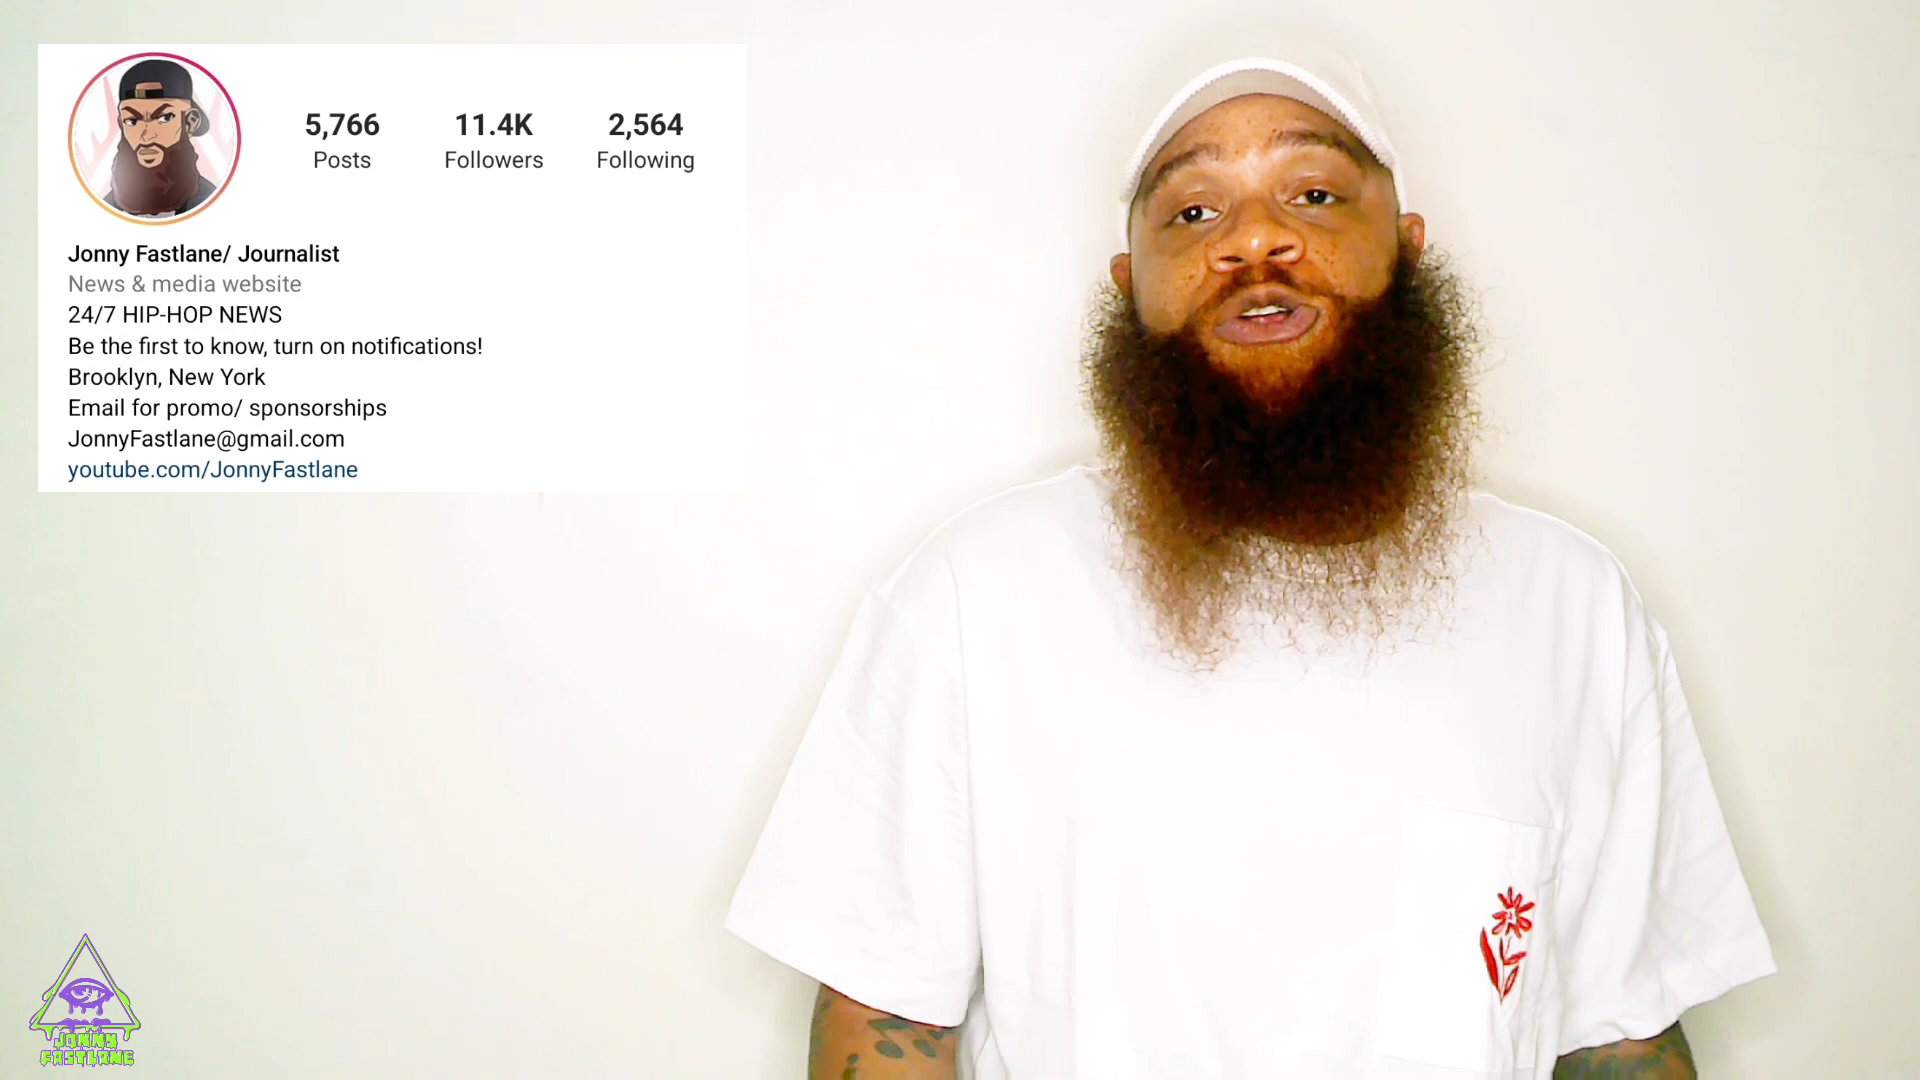 5,766 11.4K 2,564
Posts Followers Following
Jonny Fastlane/ Journalist
News & media website
24/7 HIP-HOP NEWS
Be the first to know, turn on notifications!
Brooklyn, New York
Email for promo/ sponsorships
JonnyFastlane@gmail.com
youtube.com/JonnyFastlane
JONNY
FASTLANE